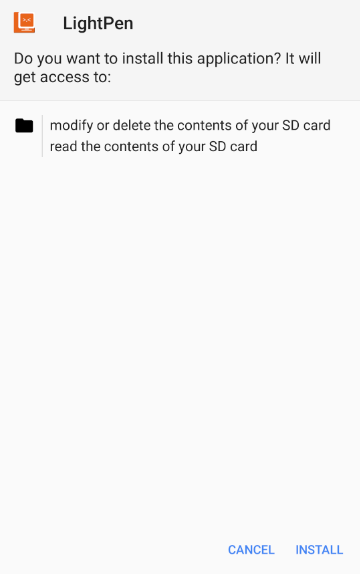 LightPen
Do you want to install this application? It will
get access to:
modify or delete the contents of your SD card
read the contents of your SD card
CANCEL INSTALL